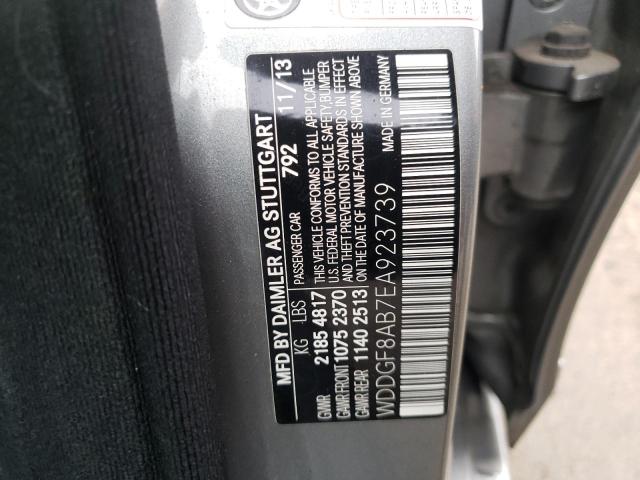 MFD BY DAIMLER AG STUTTGART
792 11/13
PASSENGER CAR
KG LBS
GWR 2185 4817
GAWR FRONT 1075 2370
GAWR REAR 1140 2513
THIS VEHICLE CONFORMS TO ALL APPLICABLE
U.S. FEDERAL MOTOR VEHICLE SAFETY, BUMPER
AND THEFT PREVENTION STANDARDS IN EFFECT
ON THE DATE OF MANUFACTURE SHOWN ABOVE
MADE IN GERMANY
WDDGF8AB7EA923739